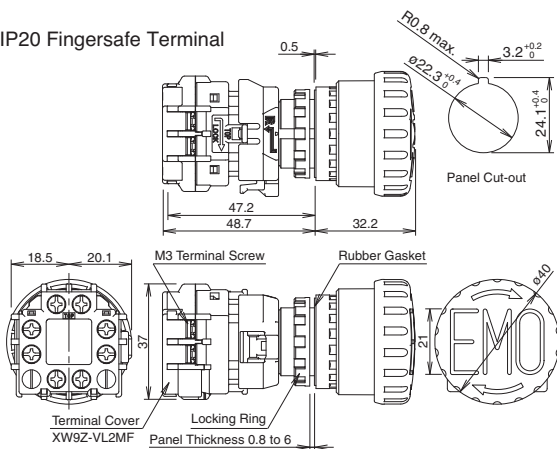 IP20 Fingersafe Terminal
0.5
R0.8 max.
3.2 +0.2 0
ø22.3 +0.4 0
24.1 +0.4 0
Panel Cut-out
LOCK
TOP
47.2
48.7
32.2
18.5
20.1
M3 Terminal Screw
Rubber Gasket
ø40
TOP
37
21
EMO
Terminal Cover
XW9Z-VL2MF
Locking Ring
Panel Thickness 0.8 to 6